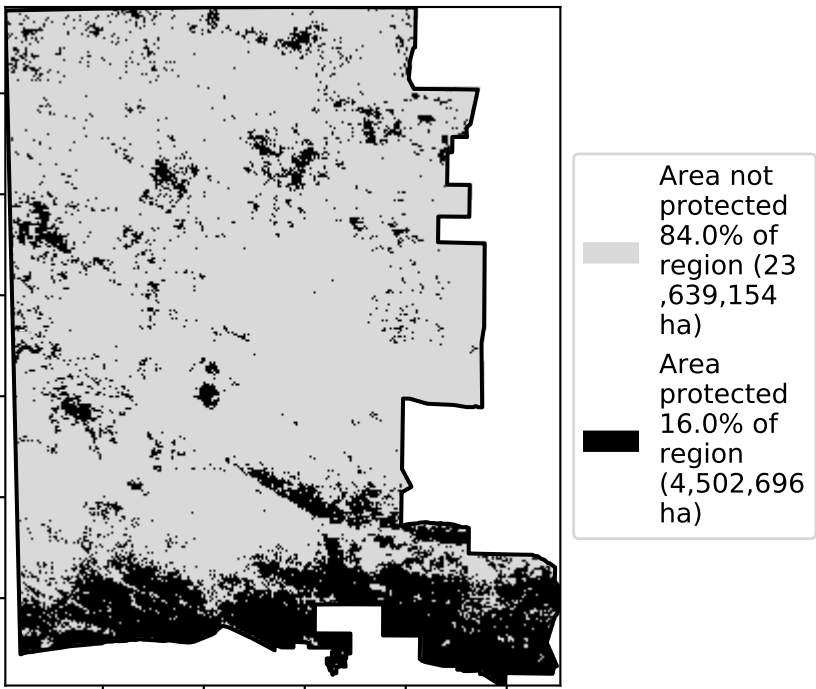 Area not
protected
84.0% of
region (23
,639,154
ha)
Area
protected
16.0% of
region
(4,502,696
ha)